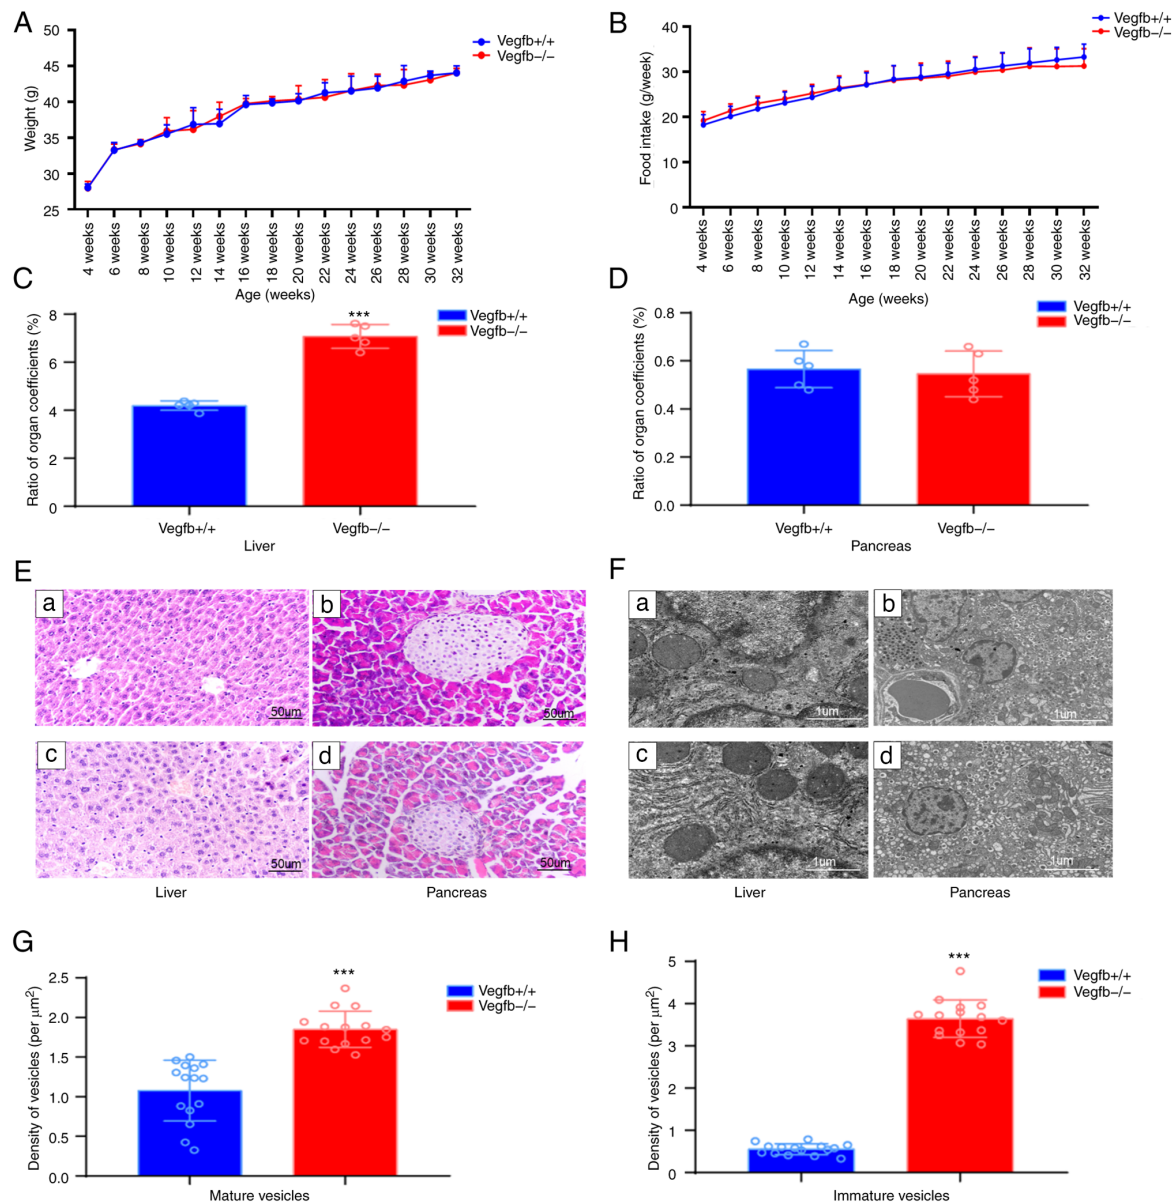 A
50
45
40
35
30
25
Weight (g)
Vegfb+/+
Vegfb−/−
4 weeks
6 weeks
8 weeks
10 weeks
12 weeks
14 weeks
16 weeks
18 weeks
20 weeks
22 weeks
24 weeks
26 weeks
28 weeks
30 weeks
32 weeks
Age (weeks)
B
40
30
20
10
0
Food intake (g/week)
Vegfb+/+
Vegfb−/−
4 weeks
6 weeks
8 weeks
10 weeks
12 weeks
14 weeks
16 weeks
18 weeks
20 weeks
22 weeks
24 weeks
26 weeks
28 weeks
30 weeks
32 weeks
Age (weeks)
C
8
6
4
2
0
Ratio of organ coefficients (%)
***
Vegfb+/+
Vegfb−/−
Vegfb+/+
Vegfb−/−
Liver
D
0.8
0.6
0.4
0.2
0.0
Ratio of organ coefficients (%)
Vegfb+/+
Vegfb−/−
Vegfb+/+
Vegfb−/−
Pancreas
E
a
50um
b
50um
c
50um
d
50um
Liver
Pancreas
F
a
1um
b
1um
c
1um
d
1um
Liver
Pancreas
G
2.5
2.0
1.5
1.0
0.5
0.0
Density of vesicles (per μm²)
***
Vegfb+/+
Vegfb−/−
Mature vesicles
H
5
4
3
2
1
0
Density of vesicles (per μm²)
***
Vegfb+/+
Vegfb−/−
Immature vesicles